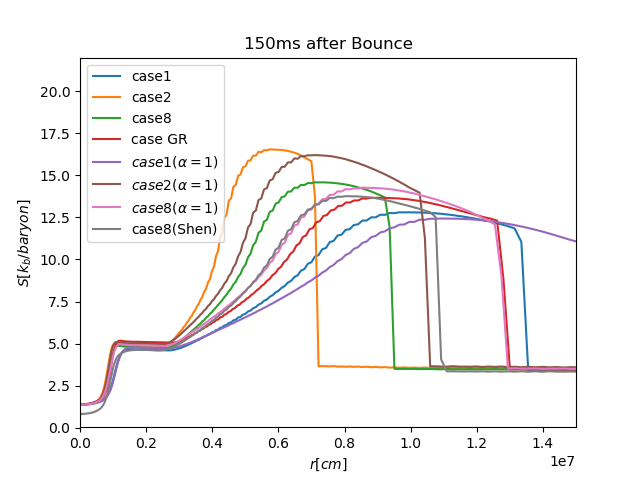 150ms after Bounce
S[k_b/baryon]
20.0
17.5
15.0
12.5
10.0
7.5
5.0
2.5
0.0
case1
case2
case8
case GR
case1(α = 1)
case2(α = 1)
case8(α = 1)
case8(Shen)
0.0 0.2 0.4 0.6 0.8 1.0 1.2 1.4
1e7
r[cm]